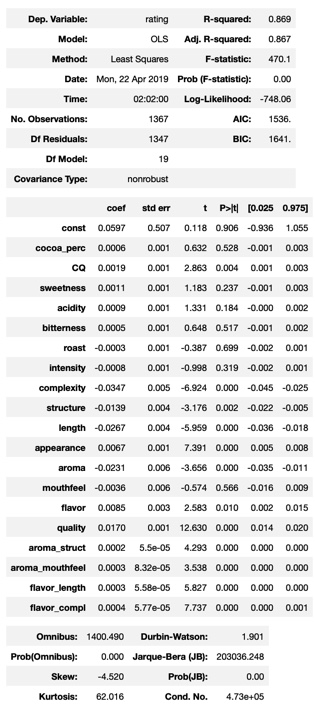 Dep. Variable: rating R-squared: 0.869
Model: OLS Adj. R-squared: 0.867
Method: Least Squares F-statistic: 470.1
Date: Mon, 22 Apr 2019 Prob (F-statistic): 0.00
Time: 02:02:00 Log-Likelihood: -748.06
No. Observations: 1367 AIC: 1536.
Df Residuals: 1347 BIC: 1641.
Df Model: 19
Covariance Type: nonrobust
coef std err t P>|t| [0.025 0.975]
const 0.0597 0.507 0.118 0.906 -0.936 1.055
cocoa_perc 0.0006 0.001 0.632 0.528 -0.001 0.003
CQ 0.0019 0.001 2.863 0.004 0.001 0.003
sweetness 0.0011 0.001 1.183 0.237 -0.001 0.003
acidity 0.0009 0.001 1.331 0.184 -0.000 0.002
bitterness 0.0005 0.001 0.648 0.517 -0.001 0.002
roast -0.0003 0.001 -0.387 0.699 -0.002 0.001
intensity -0.0008 0.001 -0.998 0.319 -0.002 0.001
complexity -0.0347 0.005 -6.924 0.000 -0.045 -0.025
structure -0.0139 0.004 -3.176 0.002 -0.022 -0.005
length -0.0267 0.004 -5.959 0.000 -0.036 -0.018
appearance 0.0067 0.001 7.391 0.000 0.005 0.008
aroma -0.0231 0.006 -3.656 0.000 -0.035 -0.011
mouthfeel -0.0036 0.006 -0.574 0.566 -0.016 0.009
flavor 0.0085 0.003 2.583 0.010 0.002 0.015
quality 0.0170 0.001 12.630 0.000 0.014 0.020
aroma_struct 0.0002 5.5e-05 4.293 0.000 0.000 0.000
aroma_mouthfeel 0.0003 8.32e-05 3.538 0.000 0.000 0.000
flavor_length 0.0003 5.58e-05 5.827 0.000 0.000 0.000
flavor_compl 0.0004 5.77e-05 7.737 0.000 0.000 0.001
Omnibus: 1400.490 Durbin-Watson: 1.901
Prob(Omnibus): 0.000 Jarque-Bera (JB): 203036.248
Skew: -4.520 Prob(JB): 0.00
Kurtosis: 62.016 Cond. No. 4.73e+05